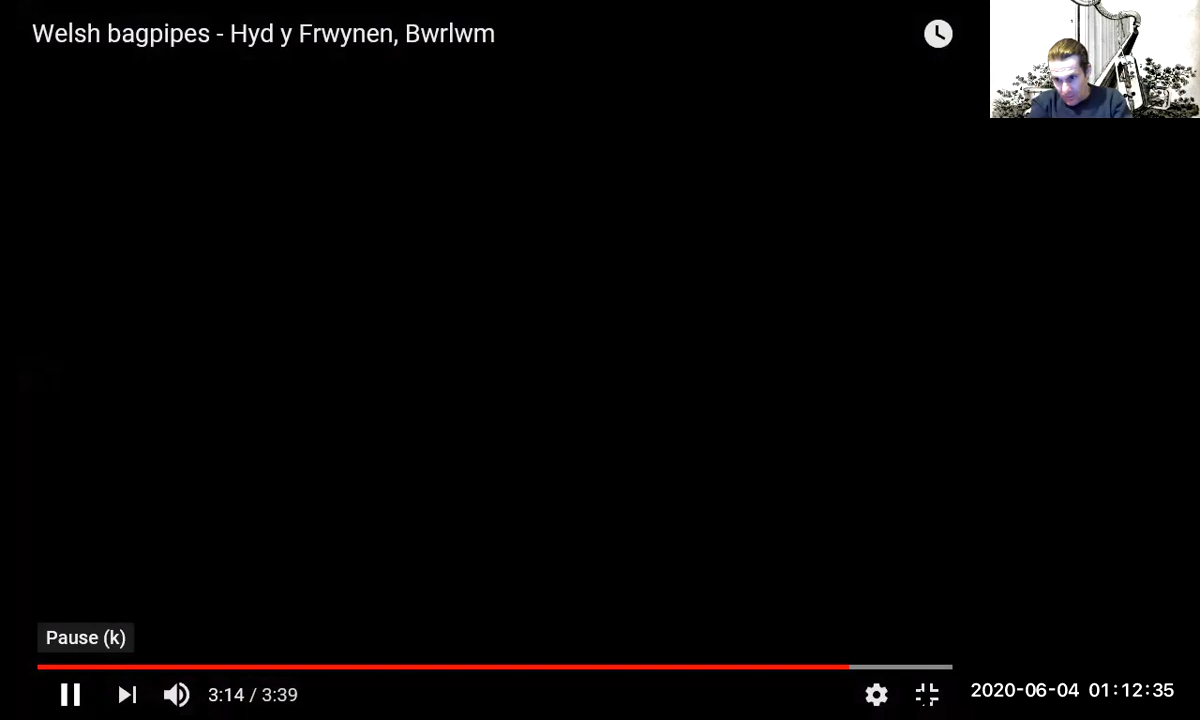 Welsh bagpipes - Hyd y Frwynen, Bwrlwm
Pause (k)
3:14 / 3:39
2020-06-04 01:12:35